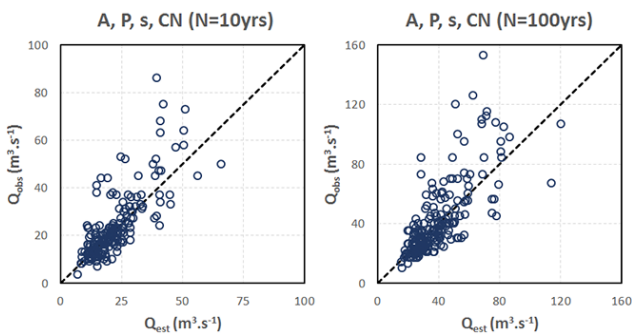 A, P, s, CN (N=10yrs)
100
80
60
40
20
0
Qobs (m³.s-¹)
0 25 50 75 100
Qest (m³.s-¹)
A, P, s, CN (N=100yrs)
160
120
80
40
0
Qobs (m³.s-¹)
0 40 80 120 160
Qest (m³.s-¹)